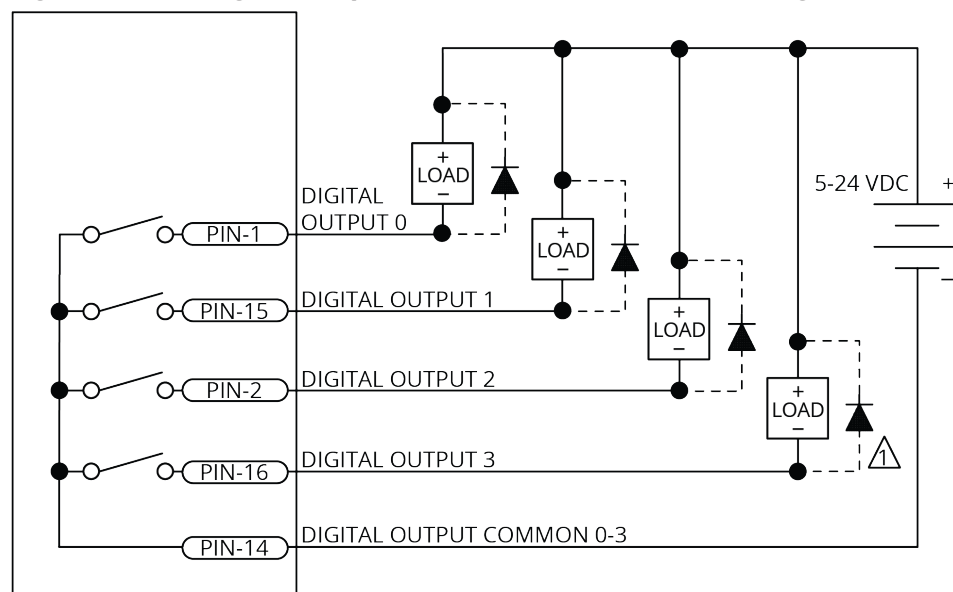 DIGITAL
OUTPUT 0
PIN-1
DIGITAL OUTPUT 1
PIN-15
DIGITAL OUTPUT 2
PIN-2
DIGITAL OUTPUT 3
PIN-16
DIGITAL OUTPUT COMMON 0-3
PIN-14
+
LOAD
–
+
LOAD
–
+
LOAD
–
+
LOAD
–
5-24 VDC
+
–
1